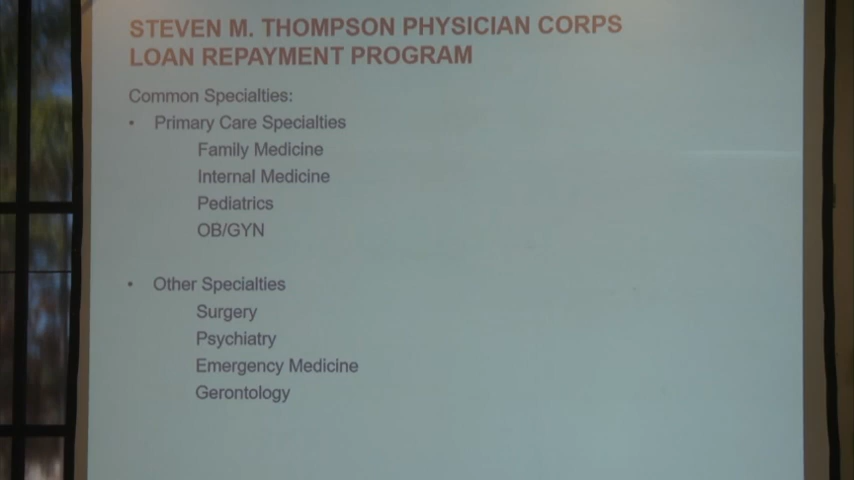 STEVEN M. THOMPSON PHYSICIAN CORPS
LOAN REPAYMENT PROGRAM
Common Specialties:
• Primary Care Specialties
Family Medicine
Internal Medicine
Pediatrics
OB/GYN
• Other Specialties
Surgery
Psychiatry
Emergency Medicine
Gerontology